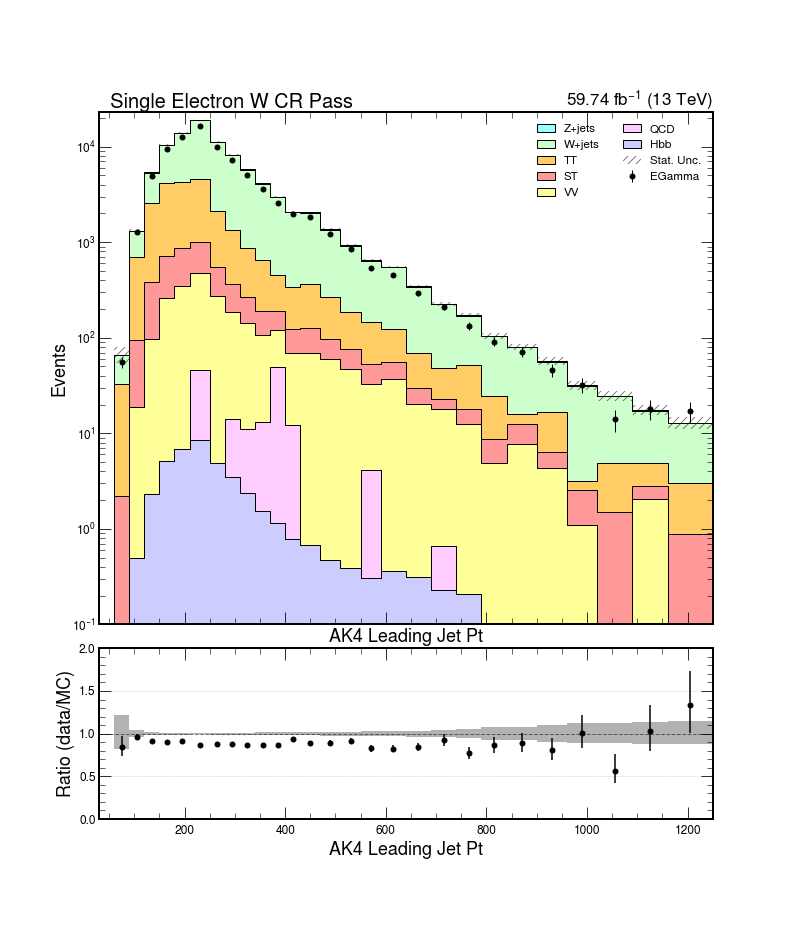 Single Electron W CR Pass
59.74 fb⁻¹ (13 TeV)
Z+jets
W+jets
TT
ST
VV
QCD
Hbb
Stat. Unc.
EGamma
Events
10⁴
10³
10²
10¹
10⁰
10⁻¹
AK4 Leading Jet Pt
Ratio (data/MC)
2.0
1.5
1.0
0.5
0.0
200 400 600 800 1000 1200
AK4 Leading Jet Pt